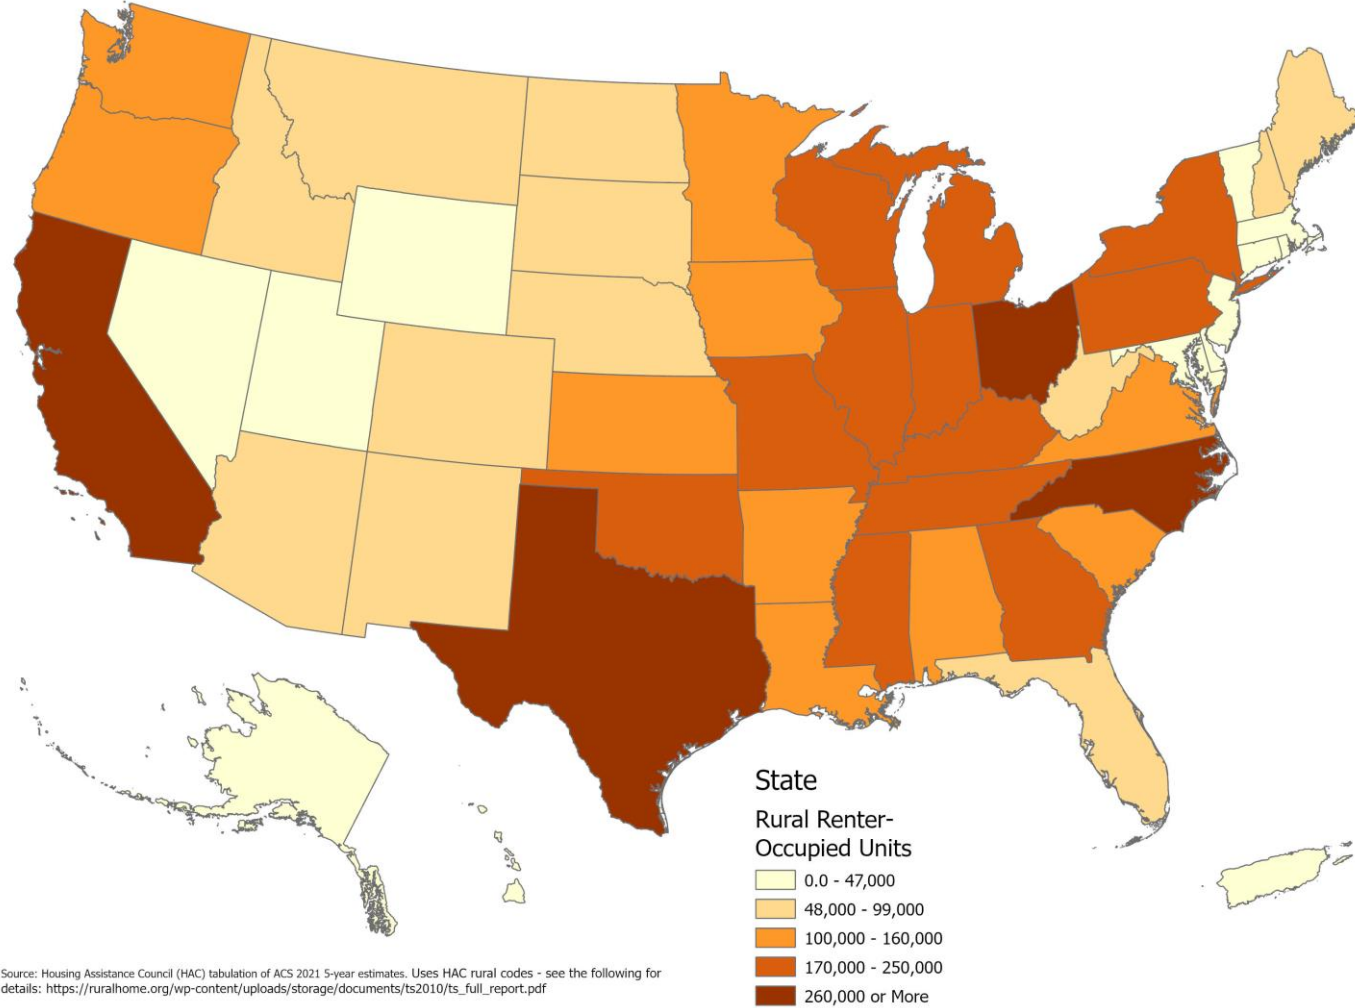 State
Rural Renter-
Occupied Units
0.0 - 47,000
48,000 - 99,000
100,000 - 160,000
170,000 - 250,000
260,000 or More
Source: Housing Assistance Council (HAC) tabulation of ACS 2021 5-year estimates. Uses HAC rural codes - see the following for
details: https://ruralhome.org/wp-content/uploads/storage/documents/ts2010/ts_full_report.pdf